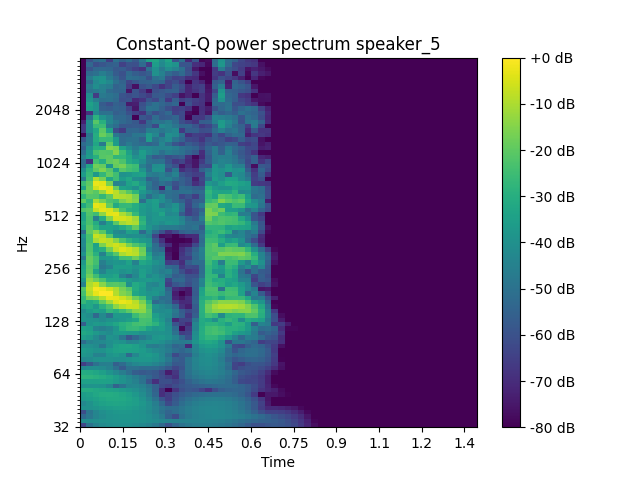 Constant-Q power spectrum speaker_5
Hz
2048
1024
512
256
128
64
32
0 0.15 0.3 0.45 0.6 0.75 0.9 1.1 1.2 1.4
Time
+0 dB
-10 dB
-20 dB
-30 dB
-40 dB
-50 dB
-60 dB
-70 dB
-80 dB